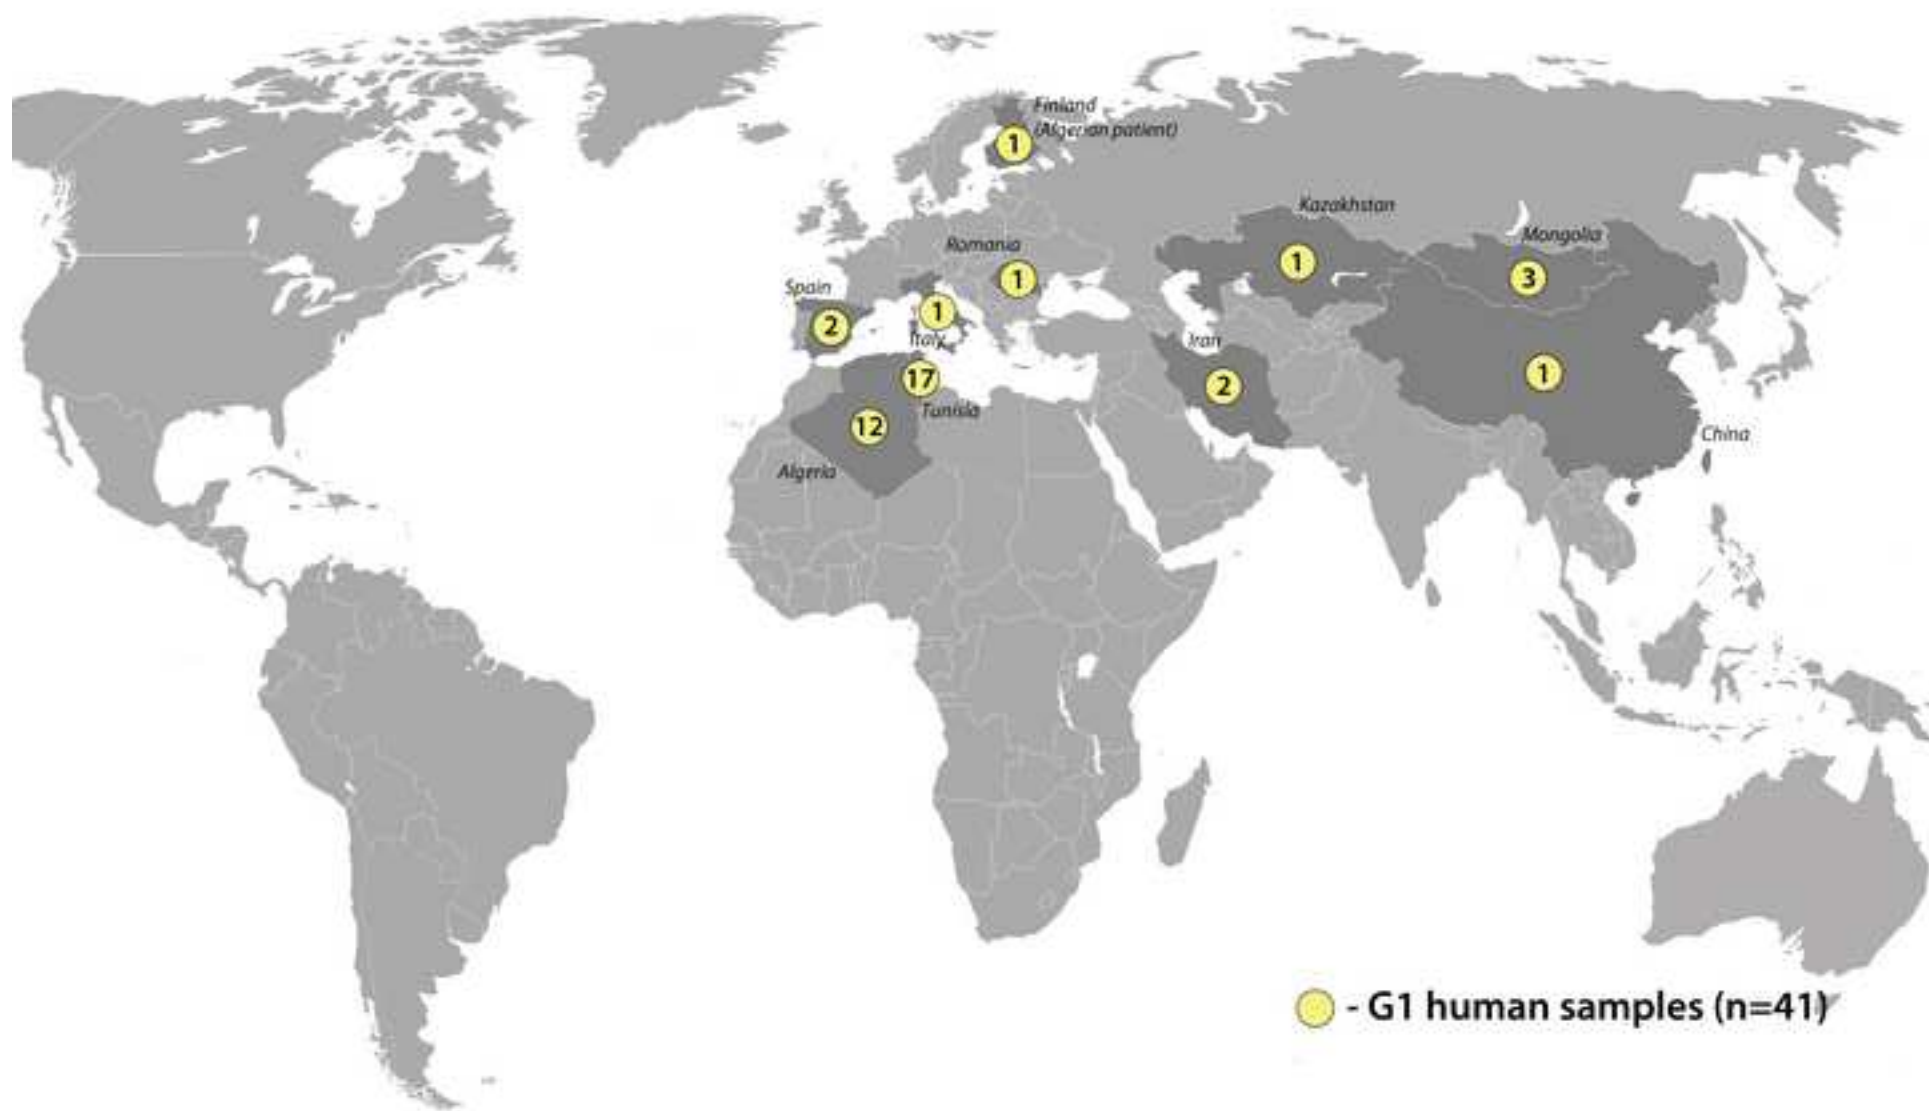 Finland
(Algerian patient)
1
Kazakhstan
1
Mongolia
3
Romania
1
Spain
2
1
Italy
Iran
2
1
17
Tunisia
12
China
Algeria
- G1 human samples (n=41)